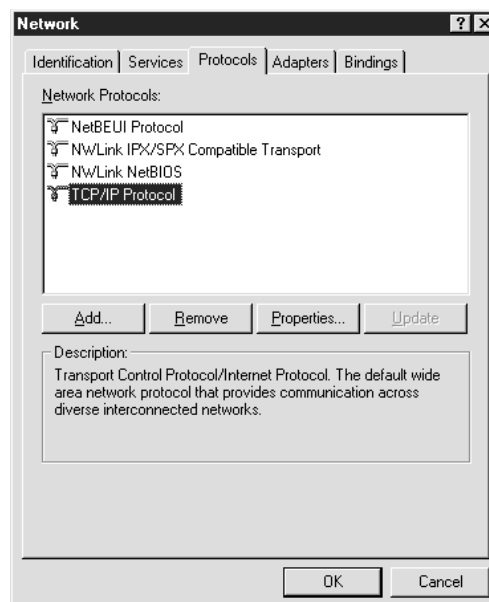 Network
Identification Services Protocols Adapters Bindings
Network Protocols:
NetBEUI Protocol
NWLink IPX/SPX Compatible Transport
NWLink NetBIOS
TCP/IP Protocol
Add... Remove Properties... Update
Description:
Transport Control Protocol/Internet Protocol. The default wide
area network protocol that provides communication across
diverse interconnected networks.
OK Cancel